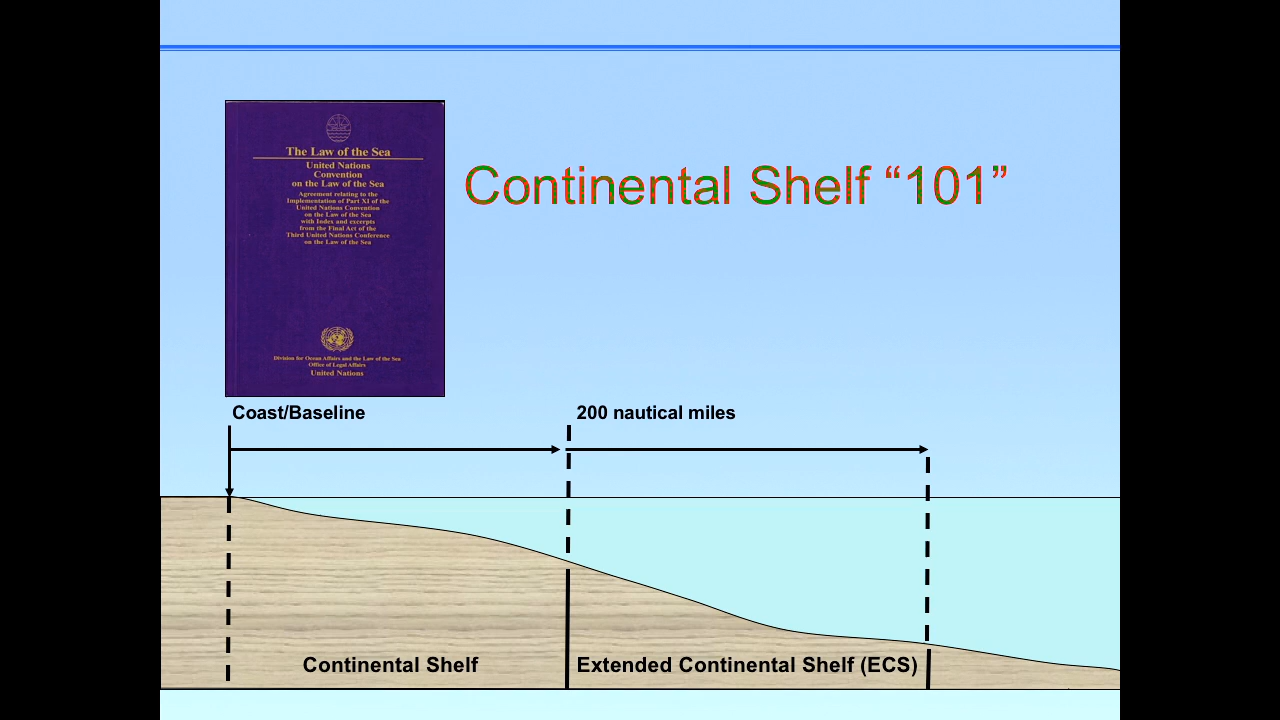 The Law of the Sea
United Nations
Convention
on the Law of the Sea
Agreement relating to the
Implementation of Part XI of the
United Nations Convention
on the Law of the Sea
with Index and excerpts
from the Final Act of the
Third United Nations Conference
on the Law of the Sea
Division for Ocean Affairs and the Law of the Sea
Office of Legal Affairs
United Nations
Continental Shelf “101”
Coast/Baseline
200 nautical miles
Continental Shelf
Extended Continental Shelf (ECS)